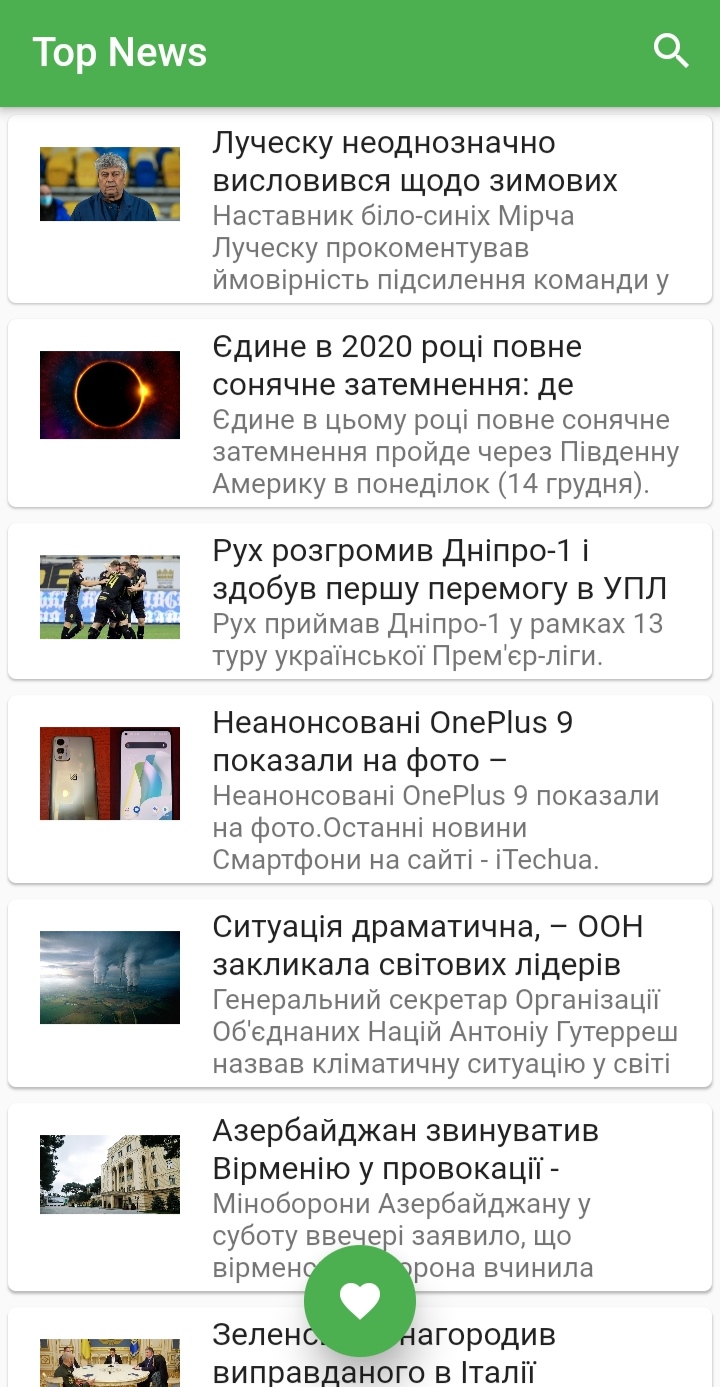 Top News
Луческу неоднозначно
висловився щодо зимових
Наставник біло-синіх Мірча
Луческу прокоментував
ймовірність підсилення команди у
Єдине в 2020 році повне
сонячне затемнення: де
Єдине в цьому році повне сонячне
затемнення пройде через Південну
Америку в понеділок (14 грудня).
Рух розгромив Дніпро-1 і
здобув першу перемогу в УПЛ
Рух приймав Дніпро-1 у рамках 13
туру української Прем'єр-ліги.
Неанонсовані OnePlus 9
показали на фото –
Неанонсовані OnePlus 9 показали
на фото.Останні новини
Смартфони на сайті - iTechua.
Ситуація драматична, – ООН
закликала світових лідерів
Генеральний секретар Організації
Об'єднаних Націй Антоніу Гутерреш
назвав кліматичну ситуацію у світі
Азербайджан звинуватив
Вірменію у провокації -
Міноборони Азербайджану у
суботу ввечері заявило, що
вчинила
нагородив
виправданого в Італії